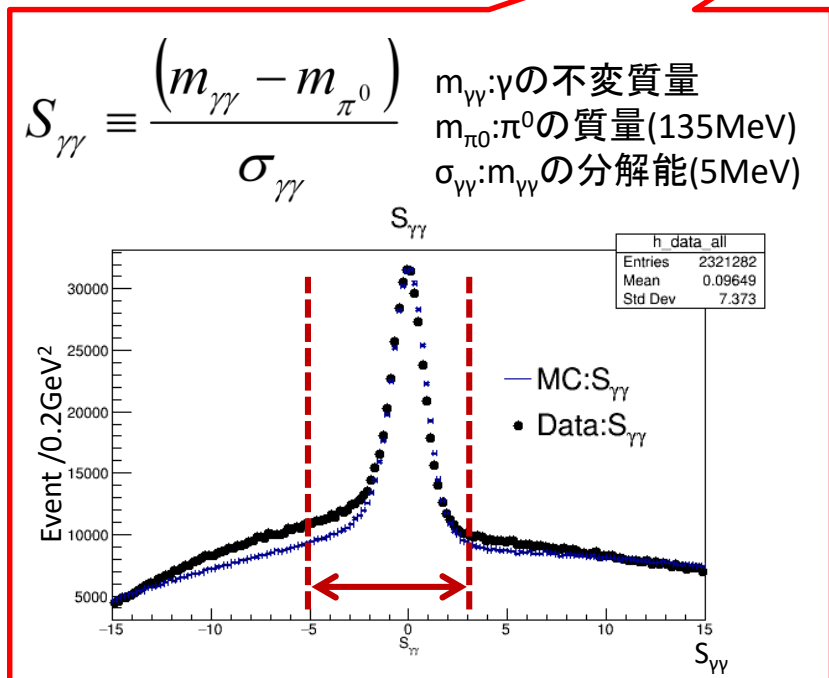 S_γγ ≡ (m_γγ − m_π⁰) / σ_γγ
m_γγ:γの不変質量
m_π0:π⁰の質量(135MeV)
σ_γγ:m_γγの分解能(5MeV)
S_γγ
h_data_all
Entries 2321282
Mean 0.09649
Std Dev 7.373
Event /0.2GeV²
30000
25000
20000
15000
10000
5000
MC:S_γγ
Data:S_γγ
−15 −10 −5 0 5 10 15
S_γγ
S_γγ